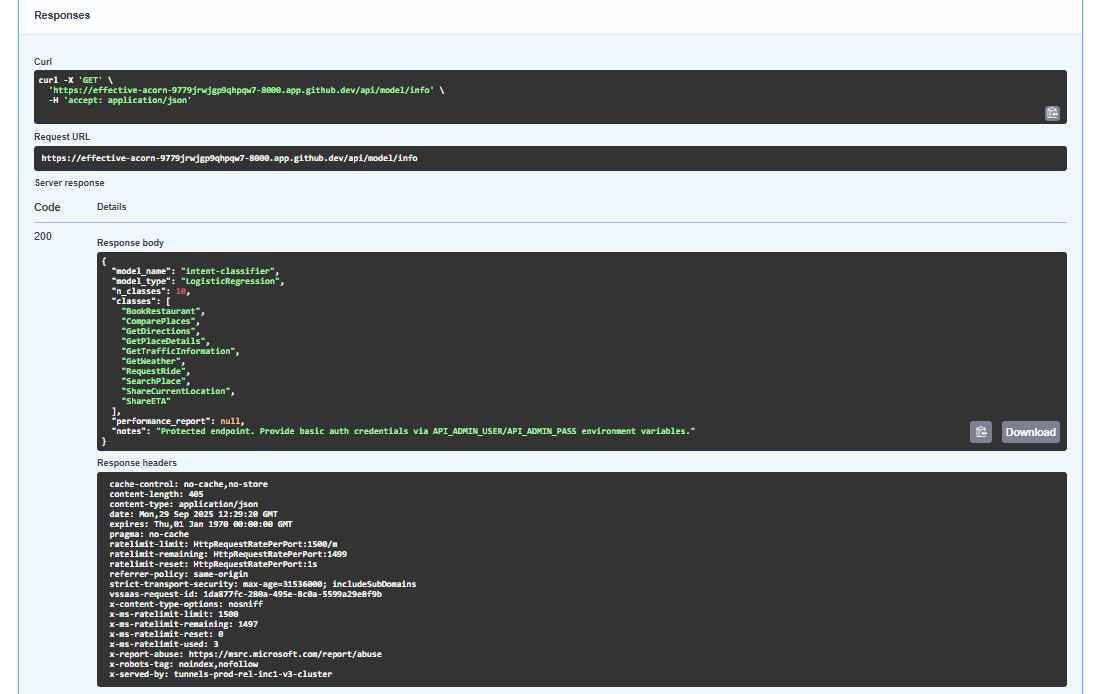 Responses
Curl
curl -X 'GET' \
  'https://effective-acorn-9779jrwjgp9qhpqw7-8000.app.github.dev/api/model/info' \
  -H 'accept: application/json'
Request URL
https://effective-acorn-9779jrwjgp9qhpqw7-8000.app.github.dev/api/model/info
Server response
Code Details
200
Response body
{
  "model_name": "intent-classifier",
  "model_type": "LogisticRegression",
  "n_classes": 10,
  "classes": [
    "BookRestaurant",
    "ComparePlaces",
    "GetDirections",
    "GetPlaceDetails",
    "GetTrafficInformation",
    "GetWeather",
    "RequestRide",
    "SearchPlace",
    "ShareCurrentLocation",
    "ShareETA"
  ],
  "performance_report": null,
  "notes": "Protected endpoint. Provide basic auth credentials via API_ADMIN_USER/API_ADMIN_PASS environment variables."
}
Download
Response headers
cache-control: no-cache,no-store
content-length: 405
content-type: application/json
date: Mon,29 Sep 2025 12:29:20 GMT
expires: Thu,01 Jan 1970 00:00:00 GMT
pragma: no-cache
ratelimit-limit: HttpRequestRatePerPort:1500/m
ratelimit-remaining: HttpRequestRatePerPort:1499
ratelimit-reset: HttpRequestRatePerPort:1s
referrer-policy: same-origin
strict-transport-security: max-age=31536000; includeSubDomains
vssaas-request-id: 1da877fc-280a-495e-8c0a-5599a29e8f9b
x-content-type-options: nosniff
x-ms-ratelimit-limit: 1500
x-ms-ratelimit-remaining: 1497
x-ms-ratelimit-reset: 0
x-ms-ratelimit-used: 3
x-report-abuse: https://msrc.microsoft.com/report/abuse
x-robots-tag: noindex,nofollow
x-served-by: tunnels-prod-rel-inc1-v3-cluster